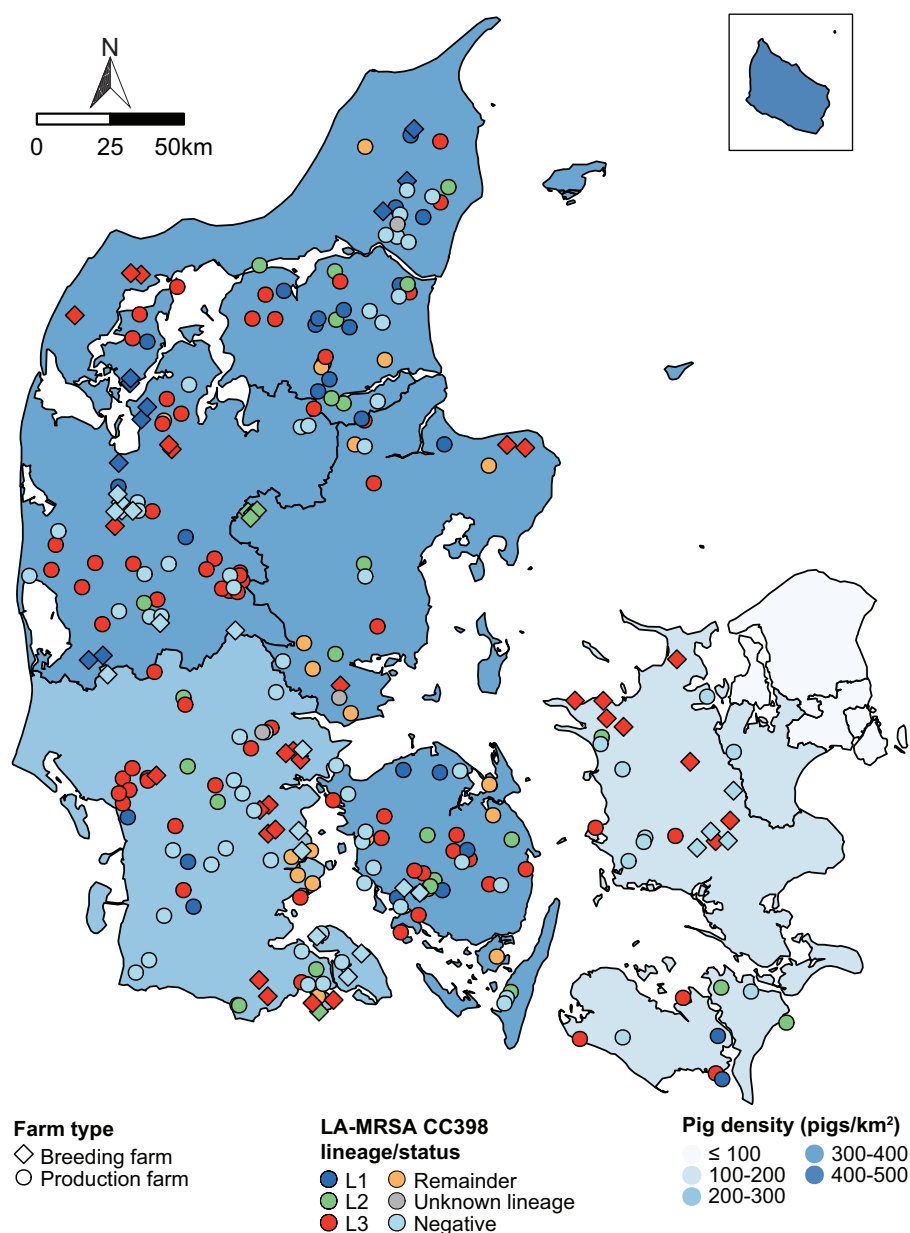 N
0 25 50km
Farm type
Breeding farm
Production farm
LA-MRSA CC398
lineage/status
L1 Remainder
L2 Unknown lineage
L3 Negative
Pig density (pigs/km²)
≤ 100 300-400
100-200 400-500
200-300